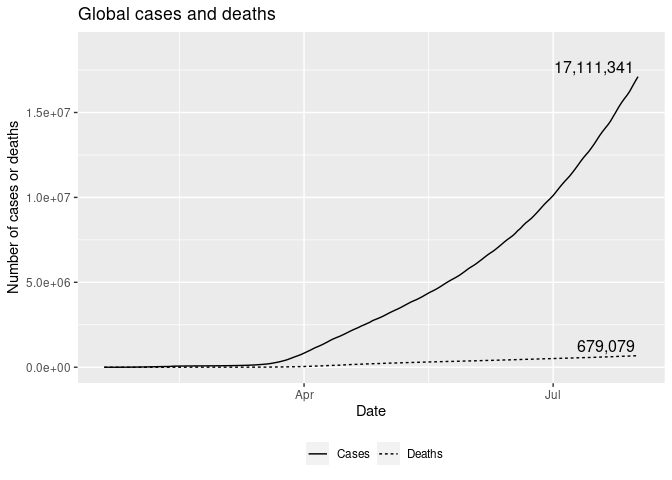 Global cases and deaths
17,111,341
1.5e+07
1.0e+07
5.0e+06
679,079
0.0e+00
Number of cases or deaths
Apr Jul
Date
Cases Deaths